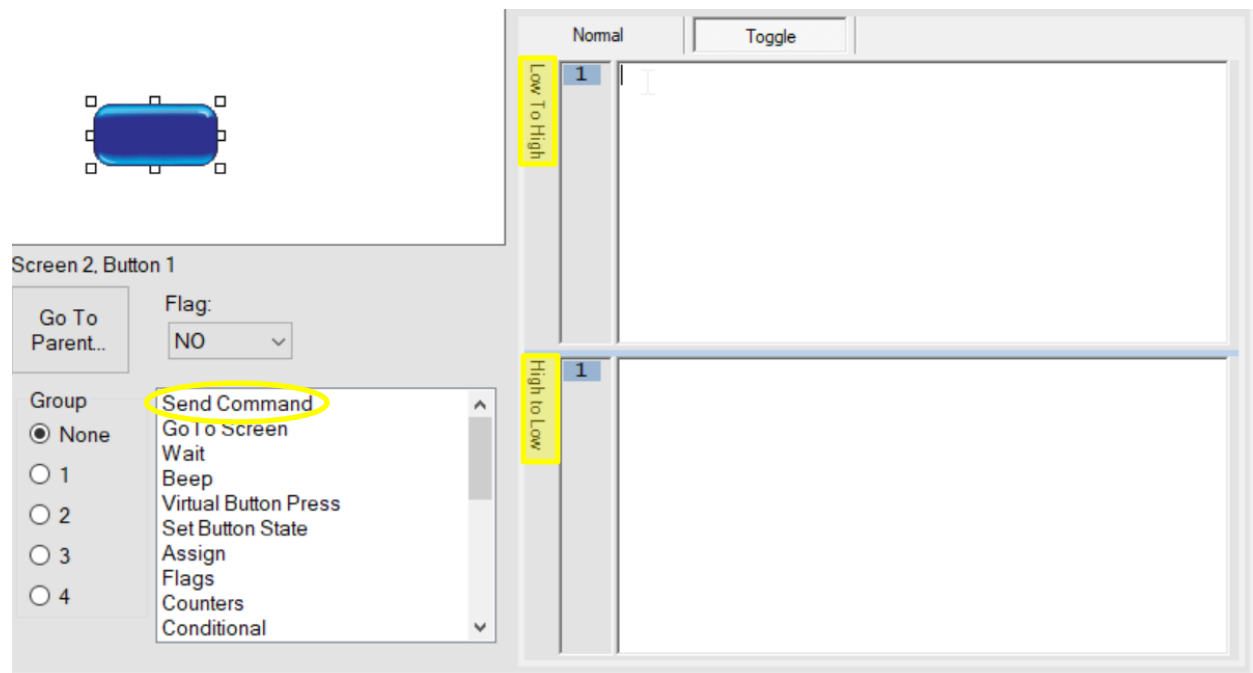 Normal
Toggle
Low To High
1
Screen 2, Button 1
Go To
Parent...
Flag:
NO
High to Low
1
Group
None
1
2
3
4
Send Command
Go To Screen
Wait
Beep
Virtual Button Press
Set Button State
Assign
Flags
Counters
Conditional